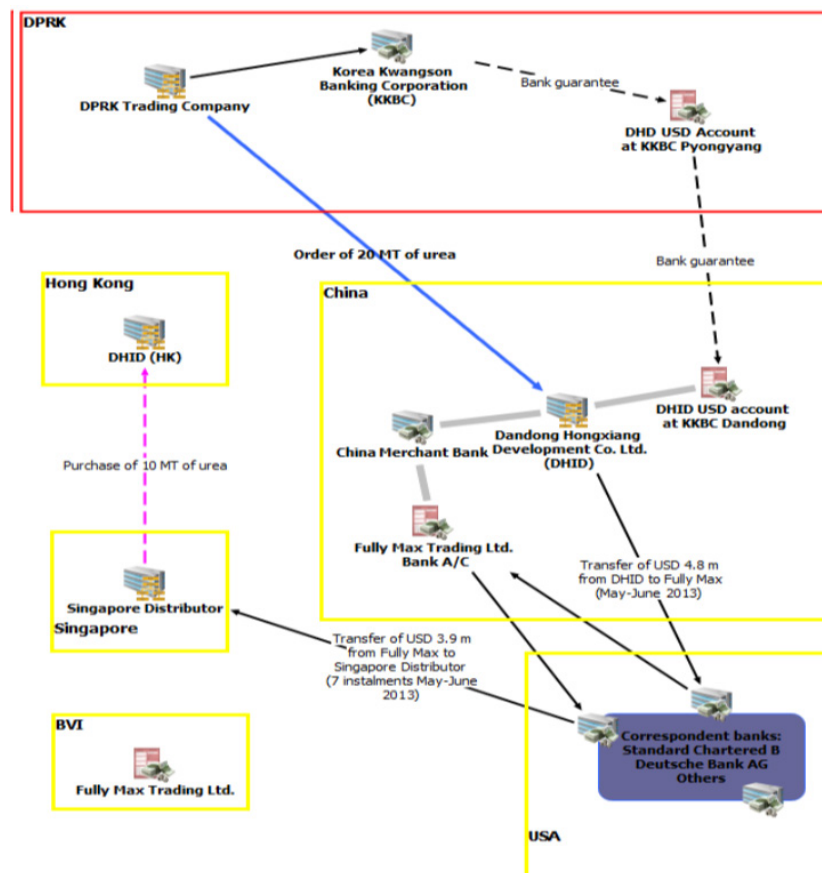 DPRK
Korea Kwangson
Banking Corporation
(KKBC)
DPRK Trading Company
Bank guarantee
DHD USD Account
at KKBC Pyongyang
Order of 20 MT of urea
Bank guarantee
Hong Kong
DHID (HK)
China
DHID USD account
at KKBC Dandong
China Merchant Bank
Dandong Hongxiang
Development Co. Ltd.
(DHID)
Purchase of 10 MT of urea
Fully Max Trading Ltd.
Bank A/C
Transfer of USD 4.8 m
from DHID to Fully Max
(May-June 2013)
Singapore Distributor
Singapore
Transfer of USD 3.9 m
from Fully Max to
Singapore Distributor
(7 instalments May-June
2013)
BVI
Fully Max Trading Ltd.
Correspondent banks:
Standard Chartered B
Deutsche Bank AG
Others
USA